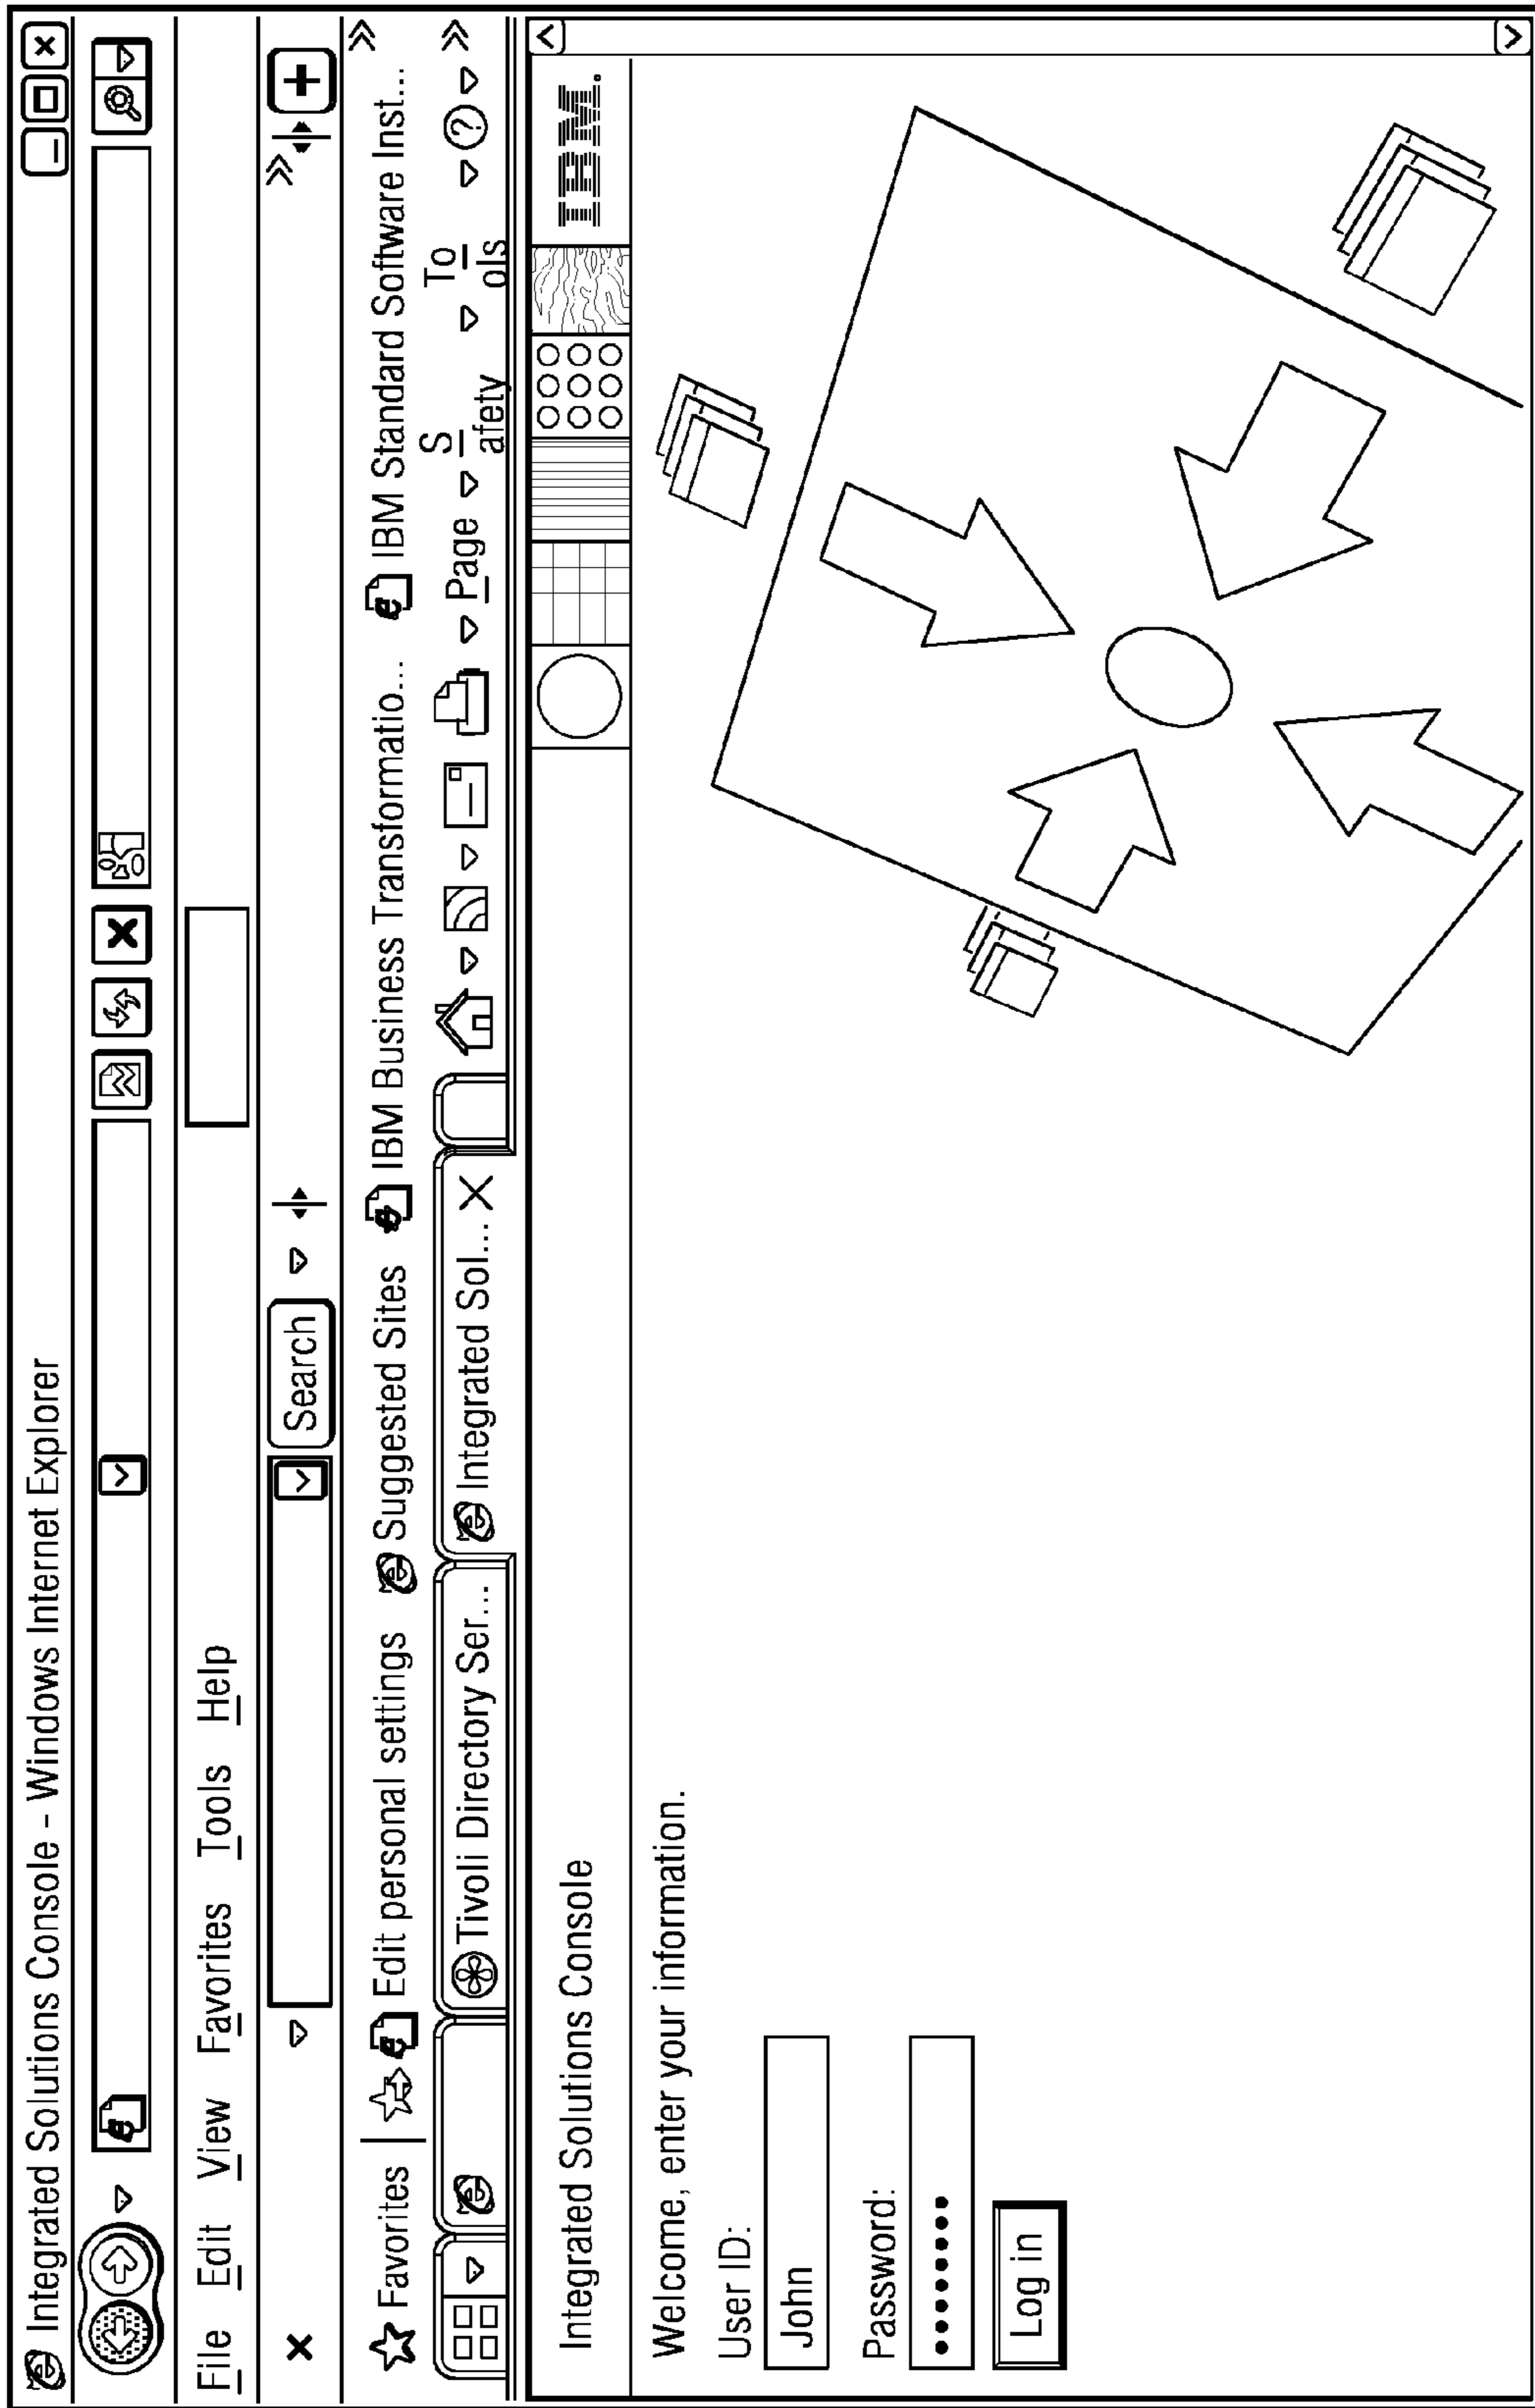 Integrated Solutions Console - Windows Internet Explorer
File Edit View Favorites Tools Help
Search
Favorites Edit personal settings Suggested Sites IBM Business Transformatio... IBM Standard Software Inst...
Tivoli Directory Ser... Integrated Sol... Page Safety Tools
Integrated Solutions Console IBM.
Welcome, enter your information.
User ID:
John
Password:
••••••••
Log in